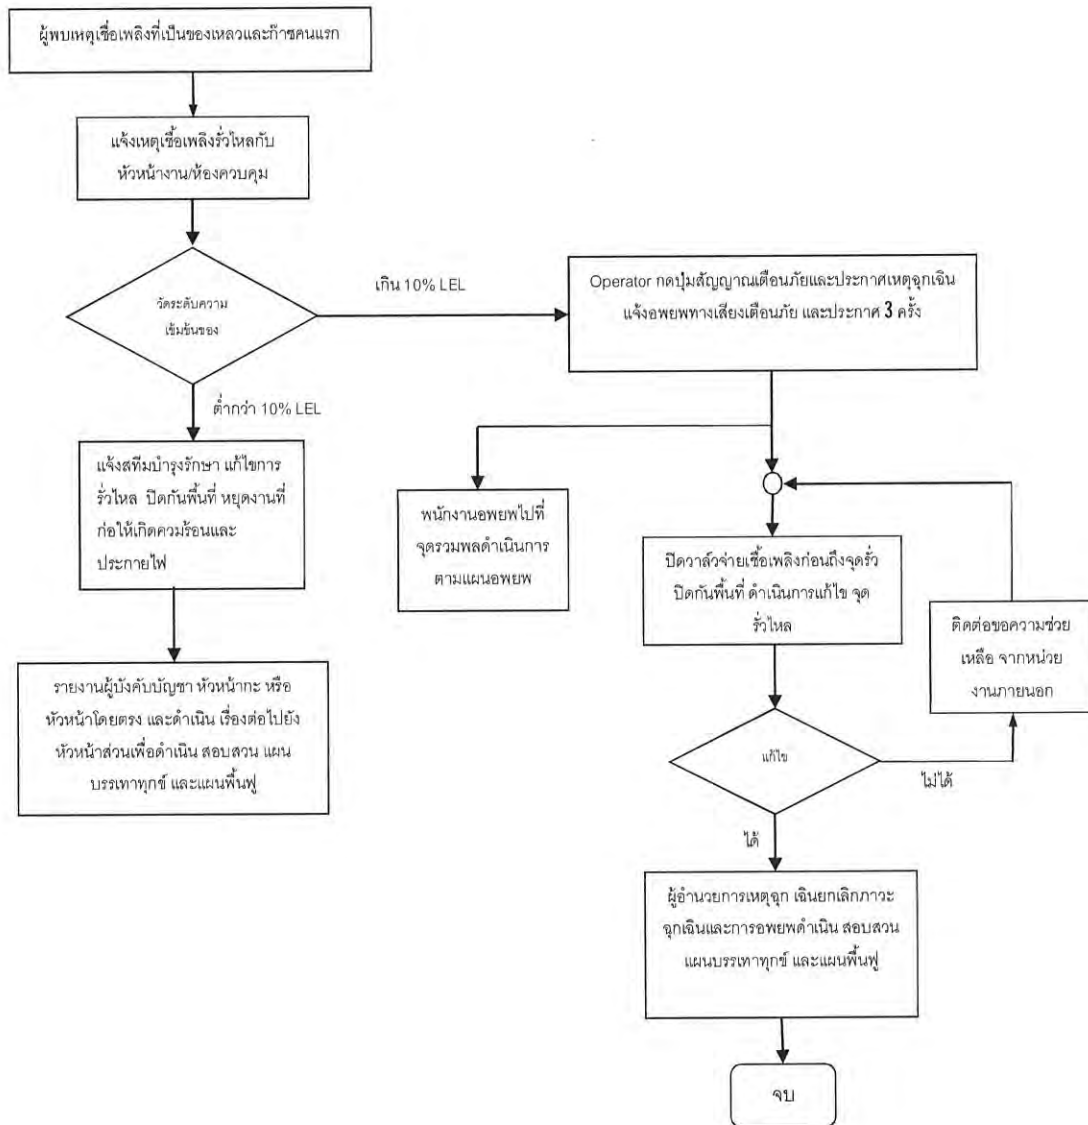 ผู้พบเหตุเชื่อเพลิงที่เป็นของเหลวและก๊าซคนแรก
แจ้งเหตุเชื้อเพลิงรั่วไหลกับ
หัวหน้างาน/ห้องควบคุม
วัดระดับความ
เข้มข้นของ
เกิน 10% LEL
Operator กดปุ่มสัญญาณเตือนภัยและประกาศเหตุฉุกเฉิน
แจ้งอพยพทางเสียงเตือนภัย และประกาศ 3 ครั้ง
ต่ำกว่า 10% LEL
แจ้งสทีมบำรุงรักษา แก้ไขการ
รั่วไหล ปิดกันพื้นที่ หยุดงานที่
ก่อให้เกิดควมร้อนและ
ประกายไฟ
รายงานผู้บังคับบัญชา หัวหน้ากะ หรือ
หัวหน้าโดยตรง และดำเนิน เรื่องต่อไปยัง
หัวหน้าส่วนเพื่อดำเนิน สอบสวน แผน
บรรเทาทุกข์ และแผนพื้นฟู
พนักงานอพยพไปที่
จุดรวมพลดำเนินการ
ตามแผนอพยพ
ปิดวาล์วจ่ายเชื้อเพลิงก่อนถึงจุดรั่ว
ปิดกันพื้นที่ ดำเนินการแก้ไข จุด
รั่วไหล
ติดต่อขอความช่วย
เหลือ จากหน่วย
งานภายนอก
แก้ไข
ไม่ได้
ได้
ผู้อำนวยการเหตุฉุก เฉินยกเลิกภาวะ
ฉุกเฉินและการอพยพดำเนิน สอบสวน
แผนบรรเทาทุกข์ และแผนพื้นฟู
จบ